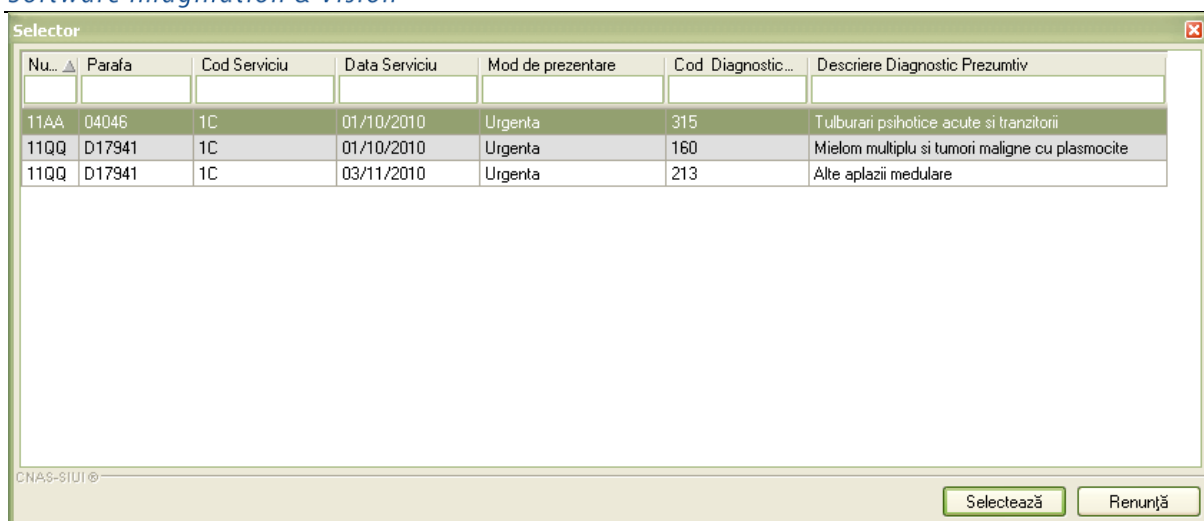 Software Imagination & Vision
Selector
Nu... Parafa Cod Serviciu Data Serviciu Mod de prezentare Cod Diagnostic... Descriere Diagnostic Prezumtiv
11AA 04046 1C 01/10/2010 Urgenta 315 Tulburari psihotice acute si tranzitorii
11QQ D17941 1C 01/10/2010 Urgenta 160 Mielom multiplu si tumori maligne cu plasmocite
11QQ D17941 1C 03/11/2010 Urgenta 213 Alte aplazii medulare
CNAS-SIUI ®
Selectează Renunţă